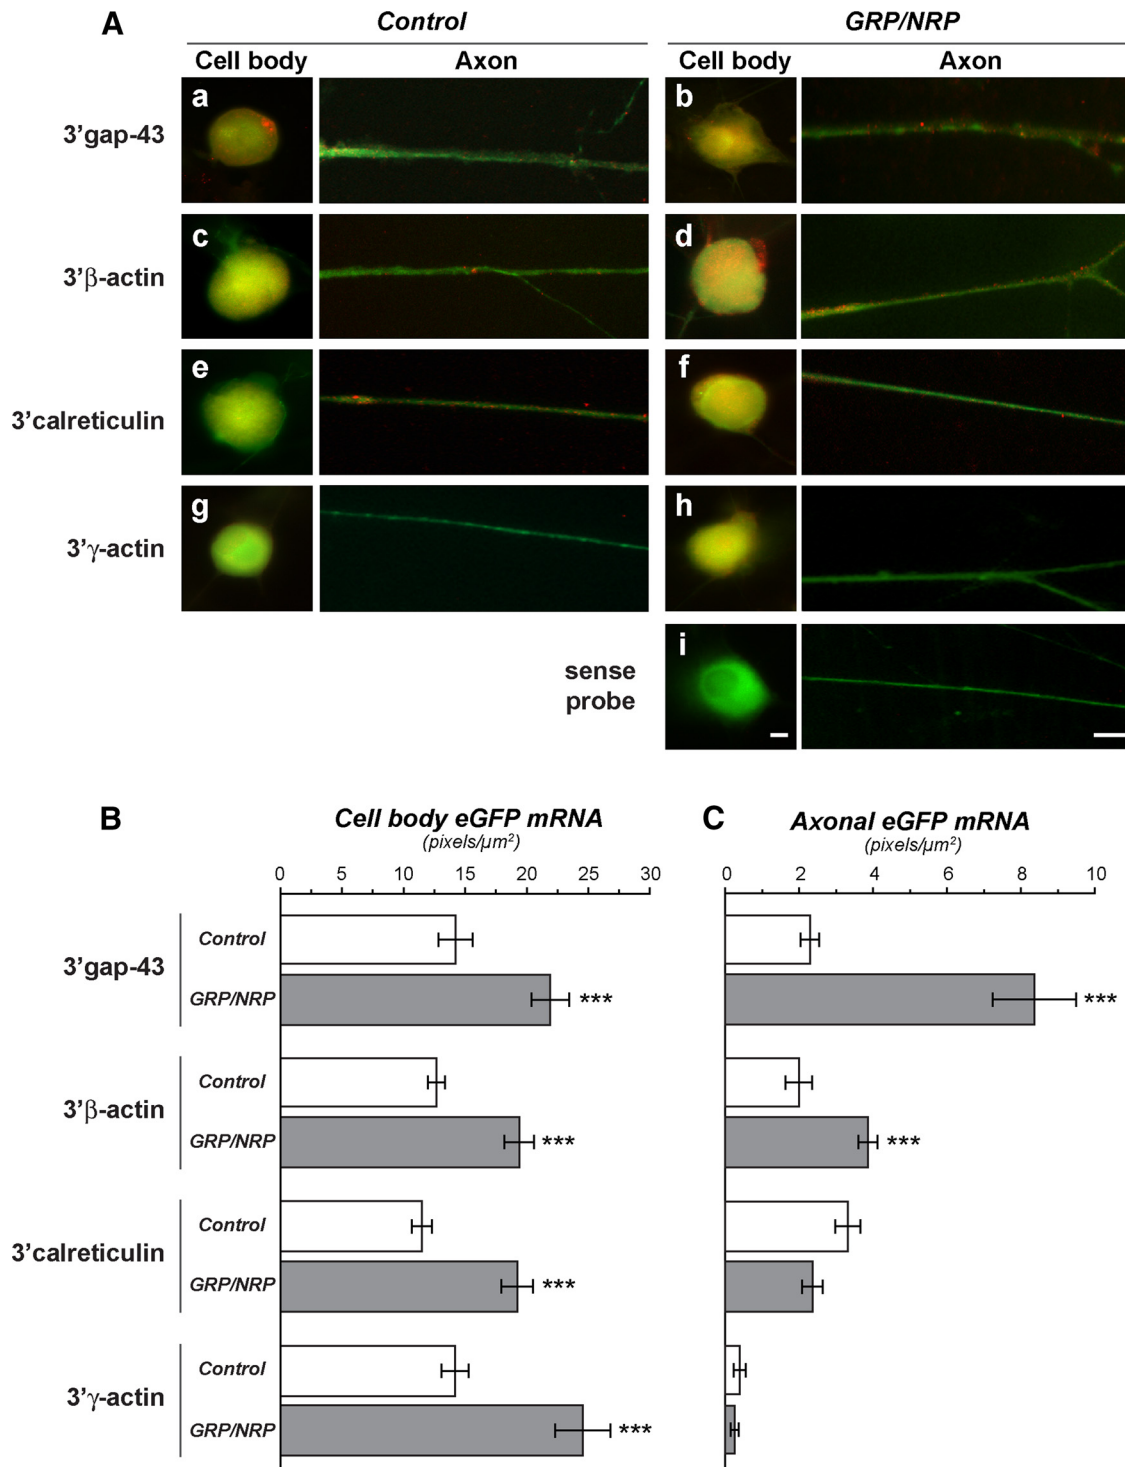 A
Control
GRP/NRP
Cell body
Axon
Cell body
Axon
3'gap-43
a
b
3'β-actin
c
d
3'calreticulin
e
f
3'γ-actin
g
h
sense
probe
i
B
Cell body eGFP mRNA
(pixels/µm²)
0 5 10 15 20 25 30
3'gap-43
Control
GRP/NRP
***
3'β-actin
Control
GRP/NRP
***
3'calreticulin
Control
GRP/NRP
***
3'γ-actin
Control
GRP/NRP
***
C
Axonal eGFP mRNA
(pixels/µm²)
0 2 4 6 8 10
***
***